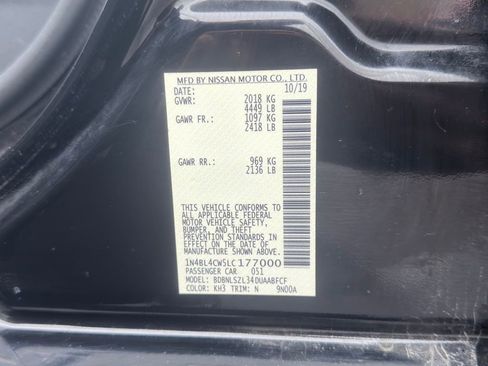 MFD BY NISSAN MOTOR CO., LTD.
DATE: 10/19
GVWR: 2018 KG
4449 LB
GAWR FR.: 1097 KG
2418 LB
GAWR RR.: 969 KG
2136 LB
THIS VEHICLE CONFORMS TO
ALL APPLICABLE FEDERAL
MOTOR VEHICLE SAFETY,
BUMPER, AND THEFT
PREVENTION STANDARDS IN
EFFECT ON THE DATE OF
MANUFACTURE SHOWN ABOVE.
1N4BL4CW5LC177000
PASSENGER CAR 051
MODEL: BDBNLSZL34DUAABFCF
COLOR: KH3 TRIM: N 9N00A